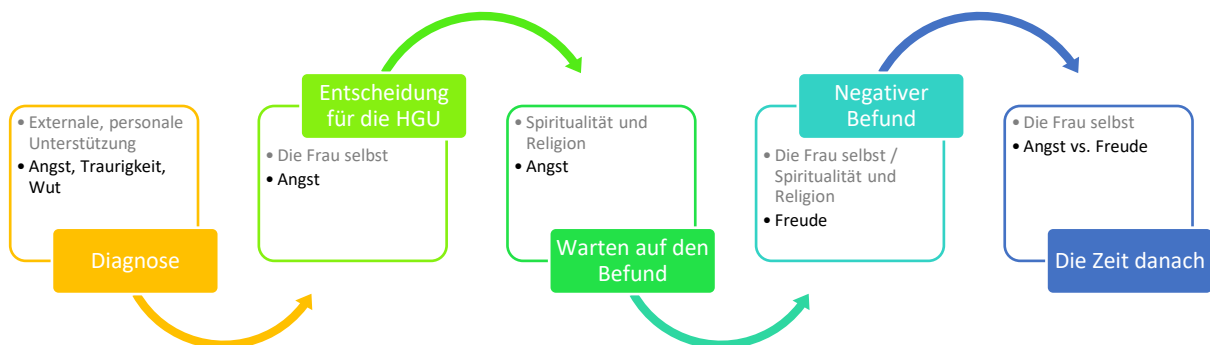 • Externale, personale
Unterstützung
• Angst, Traurigkeit,
Wut
Diagnose
Entscheidung
für die HGU
• Die Frau selbst
• Angst
• Spiritualität und
Religion
• Angst
Warten auf den
Befund
Negativer
Befund
• Die Frau selbst /
Spiritualität und
Religion
• Freude
• Die Frau selbst
• Angst vs. Freude
Die Zeit danach